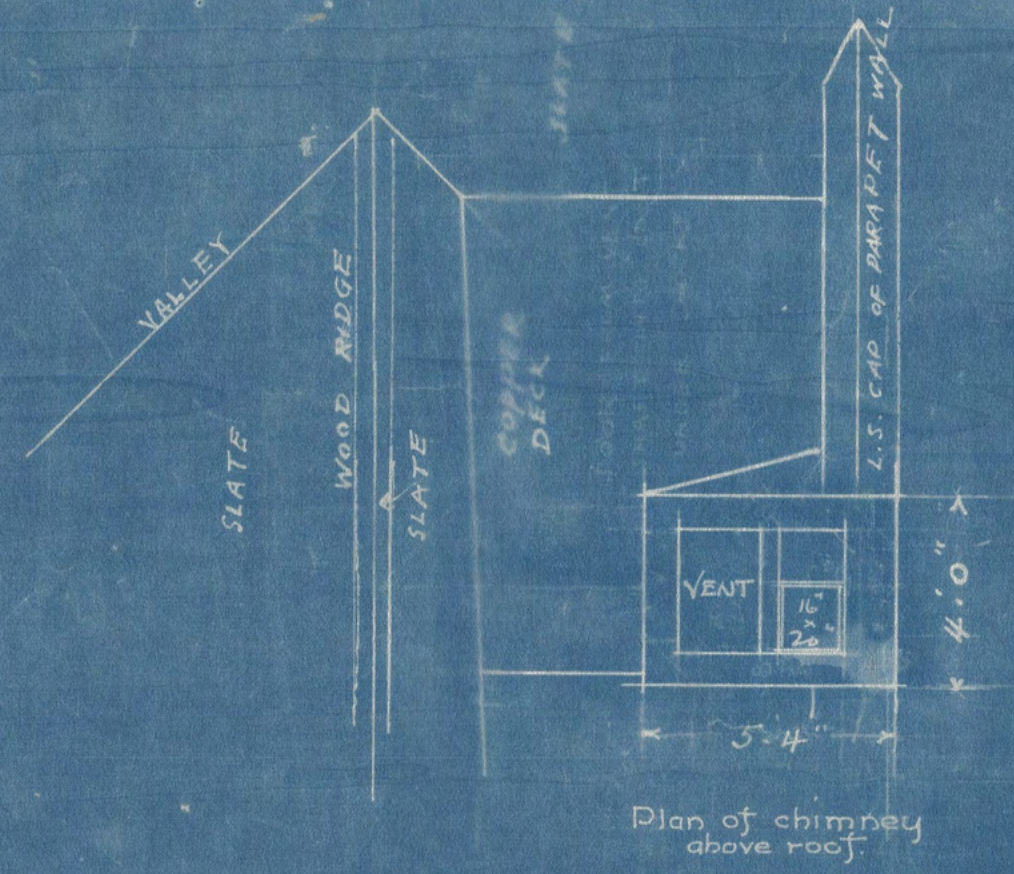 SLATE
VALLEY
WOOD RIDGE
SLATE
SLATE
COPPER
DECK
L.S. CAP OF PARAPET WALL
VENT
16"
x
20"
4'.0"
5'.4"
Plan of chimney
above roof.